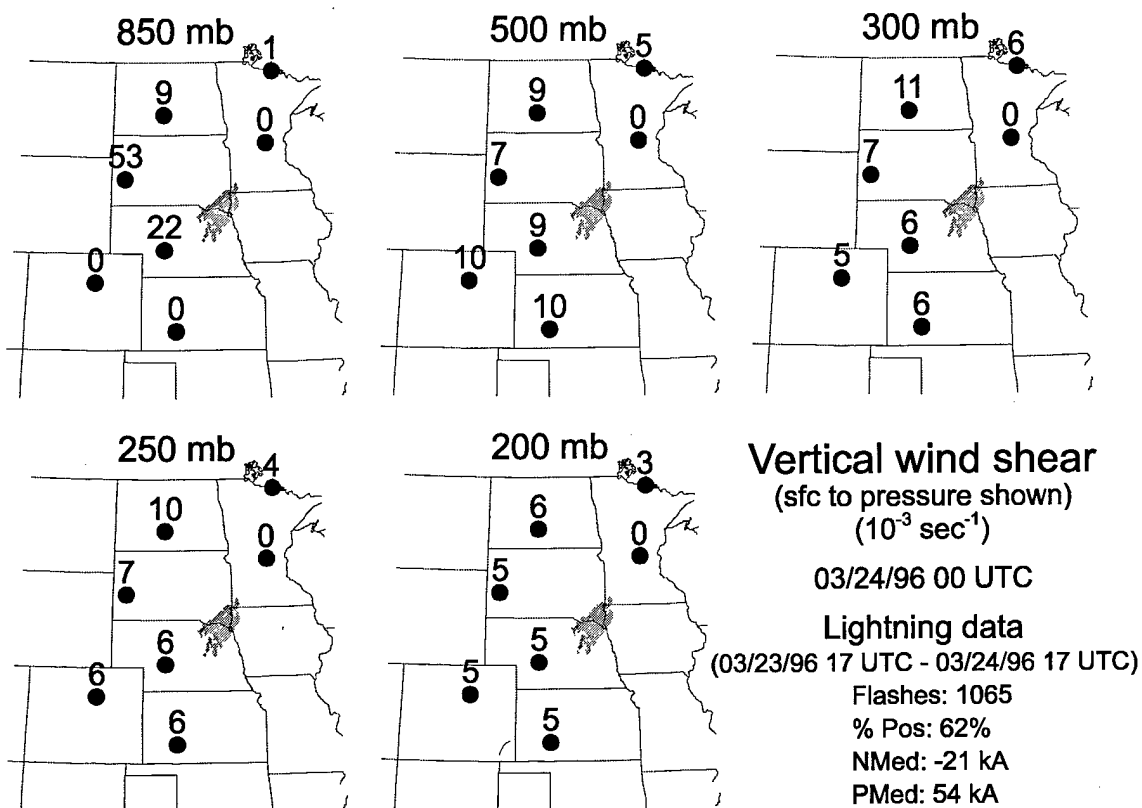 850 mb
1
9
0
53
22
0
0
500 mb
5
9
0
7
9
10
10
300 mb
6
11
0
7
6
5
6
250 mb
4
10
0
7
6
6
6
200 mb
3
6
0
5
5
5
5
Vertical wind shear
(sfc to pressure shown)
(10⁻³ sec⁻¹)
03/24/96 00 UTC
Lightning data
(03/23/96 17 UTC - 03/24/96 17 UTC)
Flashes: 1065
% Pos: 62%
NMed: -21 kA
PMed: 54 kA